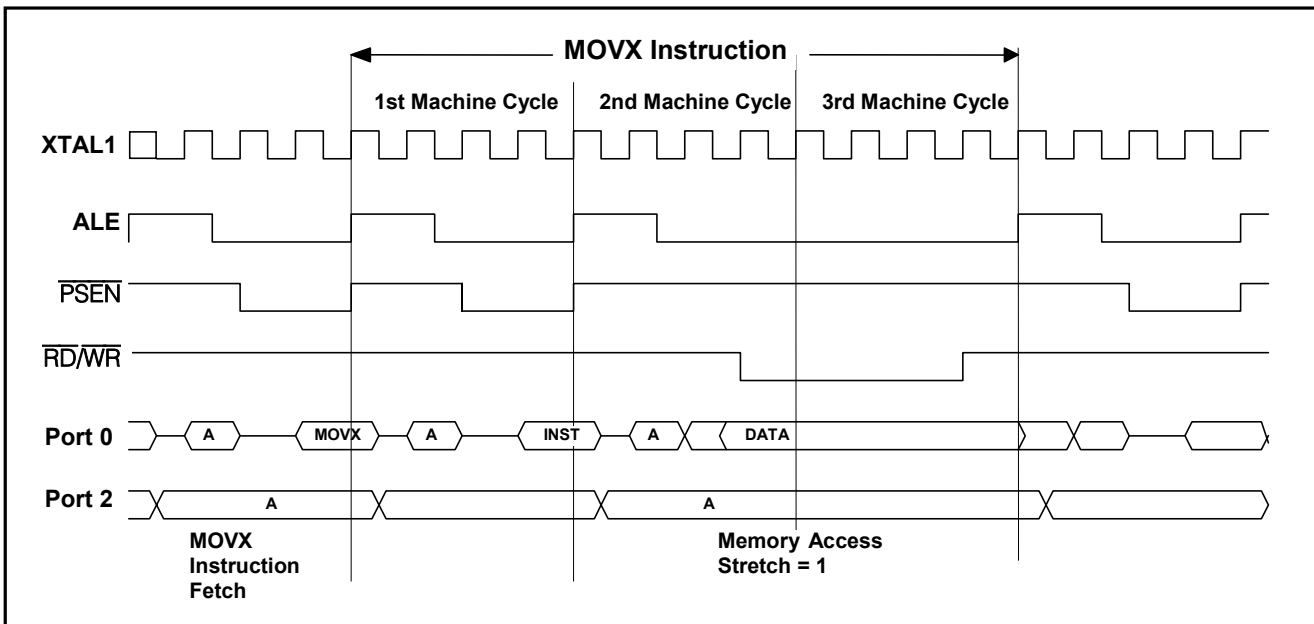 MOVX Instruction
1st Machine Cycle 2nd Machine Cycle 3rd Machine Cycle
XTAL1
ALE
PSEN
RD/WR
Port 0 A MOVX A INST A DATA
Port 2 A A
MOVX
Instruction
Fetch
Memory Access
Stretch = 1